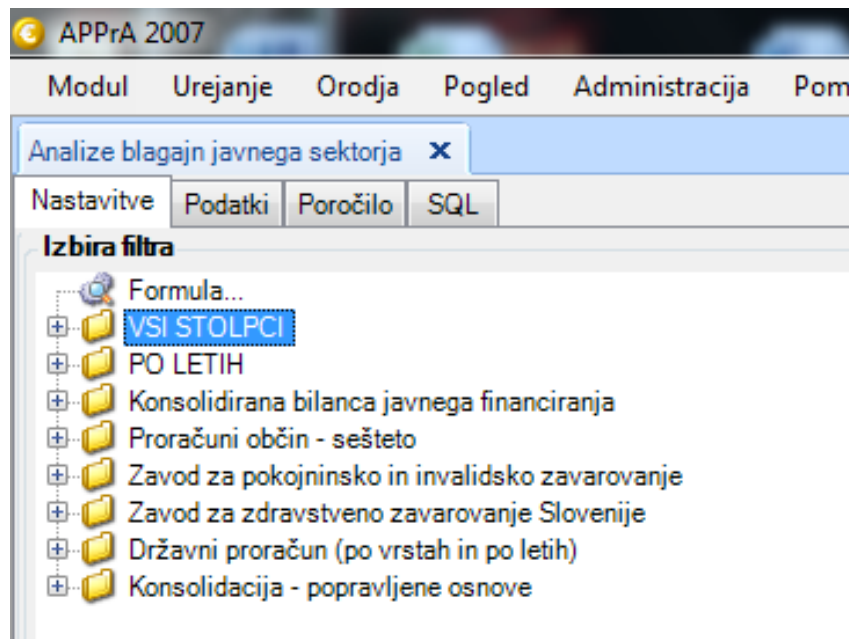 APPrA 2007
Modul Urejanje Orodja Pogled Administracija Pom
Analize blagajn javnega sektorja
Nastavitve Podatki Poročilo SQL
Izbira filtra
Formula...
VSI STOLPCI
PO LETIH
Konsolidirana bilanca javnega financiranja
Proračuni občin - sešteto
Zavod za pokojninsko in invalidsko zavarovanje
Zavod za zdravstveno zavarovanje Slovenije
Državni proračun (po vrstah in po letih)
Konsolidacija - popravljene osnove